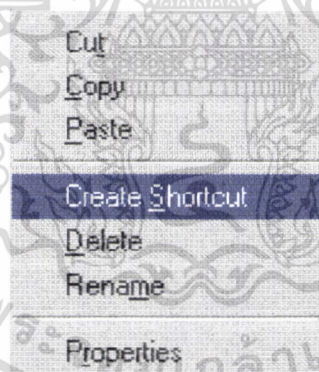 Cut
Copy
Paste
Create Shortcut
Delete
Rename
Properties